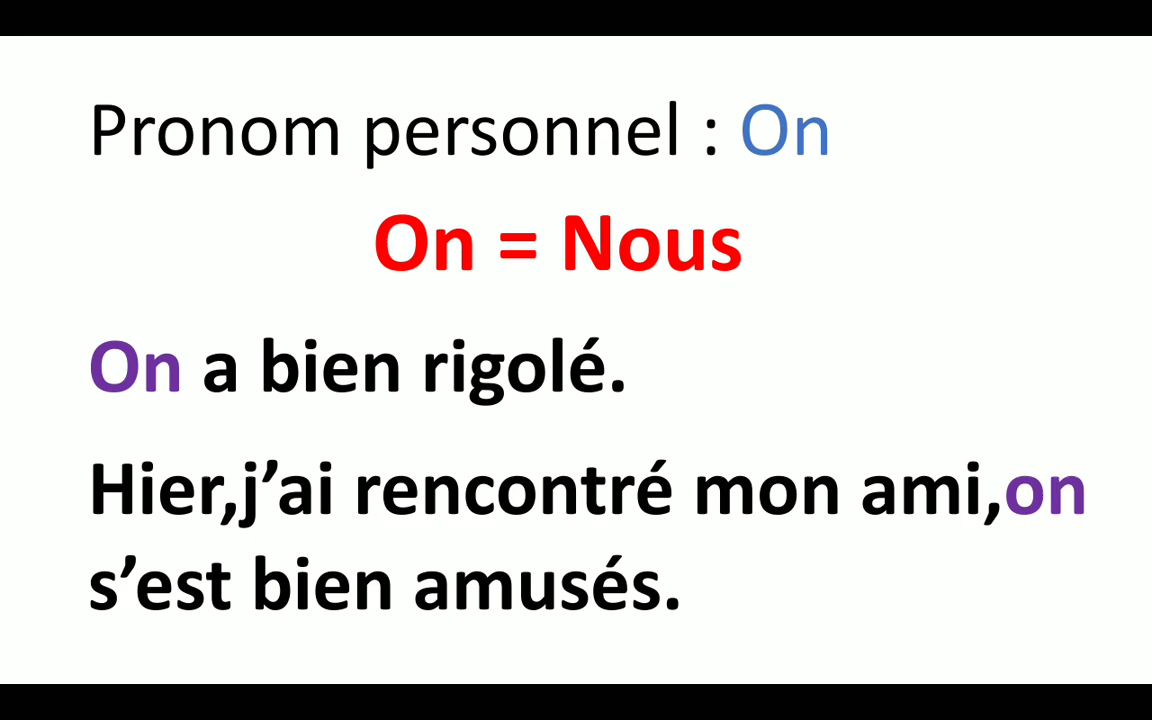 Pronom personnel : On
On = Nous
On a bien rigolé.
Hier,j’ai rencontré mon ami,on
s’est bien amusés.